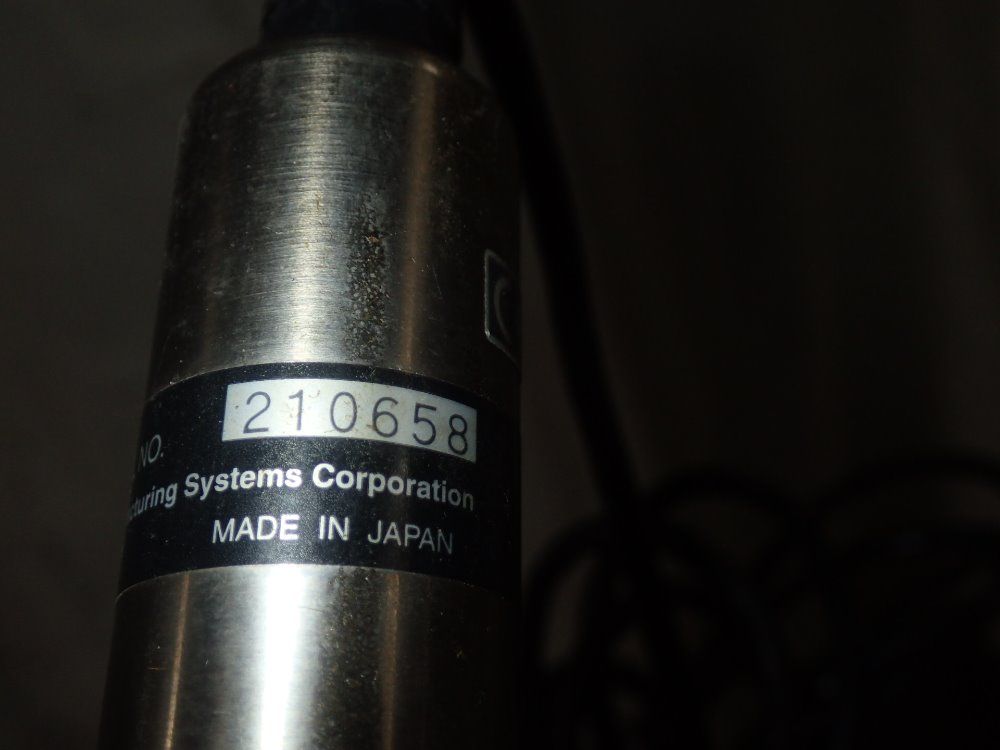 210658
NO.
cturing Systems Corporation
MADE IN JAPAN